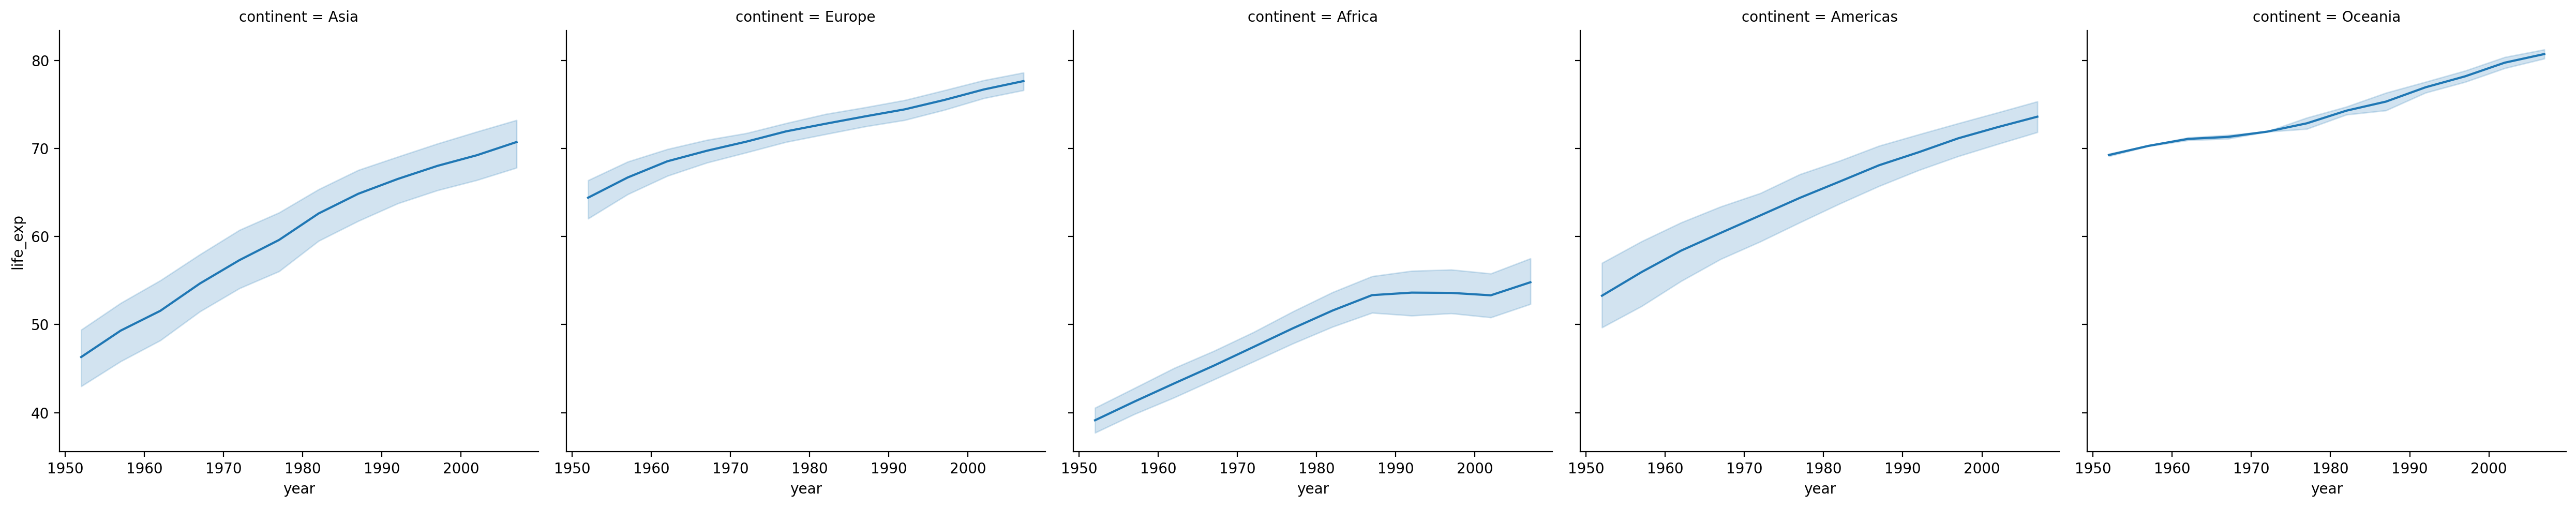 continent = Asia
continent = Europe
continent = Africa
continent = Americas
continent = Oceania
life_exp
80
70
60
50
40
1950 1960 1970 1980 1990 2000
1950 1960 1970 1980 1990 2000
1950 1960 1970 1980 1990 2000
1950 1960 1970 1980 1990 2000
1950 1960 1970 1980 1990 2000
year
year
year
year
year